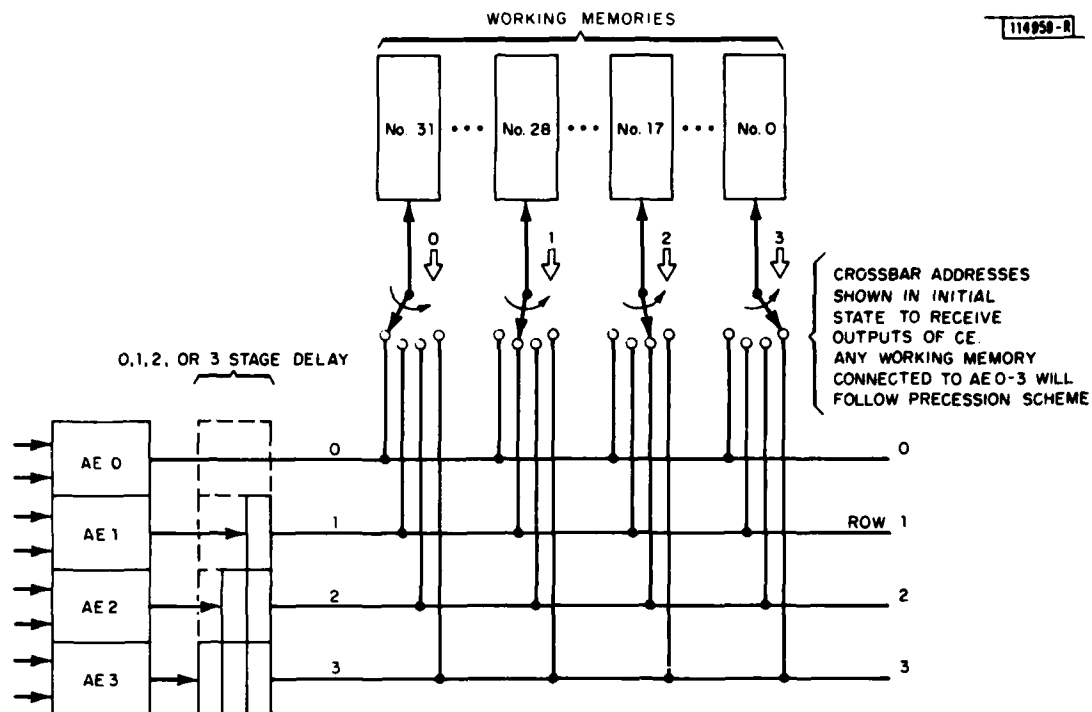 WORKING MEMORIES
114950-R
No. 31 ••• No. 28 ••• No. 17 ••• No. 0
0 1 2 3
CROSSBAR ADDRESSES
SHOWN IN INITIAL
STATE TO RECEIVE
OUTPUTS OF CE.
ANY WORKING MEMORY
CONNECTED TO AE0-3 WILL
FOLLOW PRECESSION SCHEME
0,1,2, OR 3 STAGE DELAY
AE 0 0 0
AE 1 1 ROW 1
AE 2 2 2
AE 3 3 3